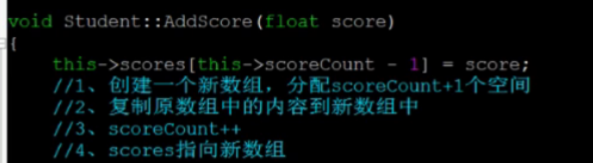 void Student::AddScore(float score)
{
this->scores[this->scoreCount - 1] = score;
//1、创建一个新数组，分配scoreCount+1个空间
//2、复制原数组中的内容到新数组中
//3、scoreCount++
//4、scores指向新数组